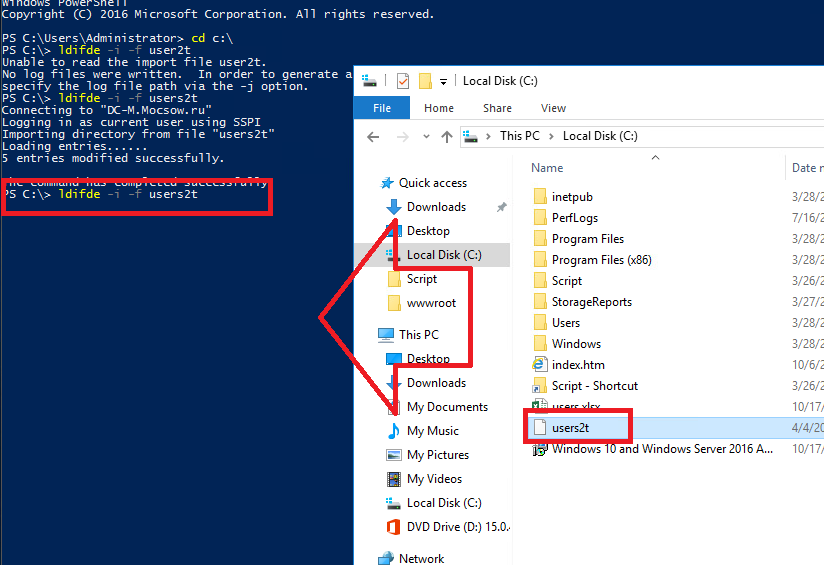 Windows PowerShell
Copyright (C) 2016 Microsoft Corporation. All rights reserved.
PS C:\Users\Administrator> cd c:\
PS C:\> ldifde -i -f user2t
Unable to read the import file user2t.
No log files were written. In order to generate a
specify the log file path via the -j option.
PS C:\> ldifde -i -f users2t
Connecting to "DC-M.Mocsow.ru"
Logging in as current user using SSPI
Importing directory from file "users2t"
Loading entries......
5 entries modified successfully.
The command has completed successfully
PS C:\> ldifde -i -f users2t
Local Disk (C:)
File
Home
Share
View
This PC
Local Disk (C:)
Quick access
Downloads
Desktop
Local Disk (C:)
Script
wwwroot
This PC
Desktop
Downloads
My Documents
My Music
My Pictures
My Videos
Local Disk (C:)
DVD Drive (D:) 15.0.
Network
Name
Date
inetpub
3/28/2
PerfLogs
7/16/2
Program Files
3/28/2
Program Files (x86)
3/28/2
Script
3/28/2
StorageReports
3/27/2
Users
3/28/2
Windows
3/28/2
index.htm
10/6/2
Script - Shortcut
3/26/2
users.xlsx
10/17/
users2t
4/4/20
Windows 10 and Windows Server 2016 A...
10/17/